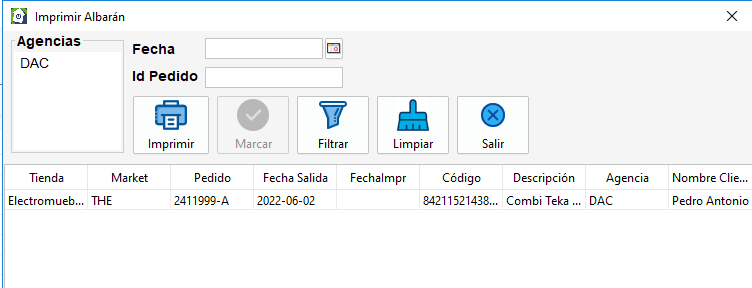 Imprimir Albarán
Agencias
DAC
Fecha
Id Pedido
Imprimir
Marcar
Filtrar
Limpiar
Salir
Tienda Market Pedido Fecha Salida FechaImpr Código Descripción Agencia Nombre Clie...
Electromueb... THE 2411999-A 2022-06-02 84211521438... Combi Teka ... DAC Pedro Antonio